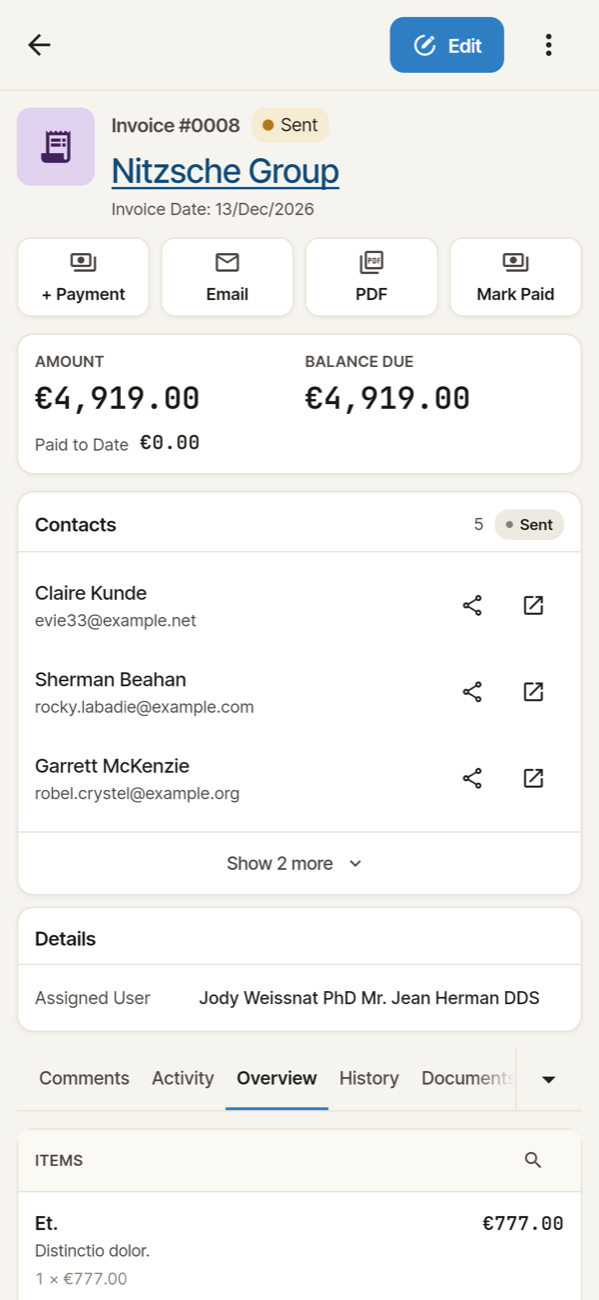 Edit
Invoice #0008
Sent
Nitzsche Group
Invoice Date: 13/Dec/2026
+ Payment
Email
PDF
PDF
Mark Paid
AMOUNT
BALANCE DUE
€4,919.00
€4,919.00
Paid to Date €0.00
Contacts
5
Sent
Claire Kunde
evie33@example.net
Sherman Beahan
rocky.labadie@example.com
Garrett McKenzie
robel.crystel@example.org
Show 2 more
Details
Assigned User
Jody Weissnat PhD Mr. Jean Herman DDS
Comments
Activity
Overview
History
Documents
ITEMS
Et.
€777.00
Distinctio dolor.
1 × €777.00